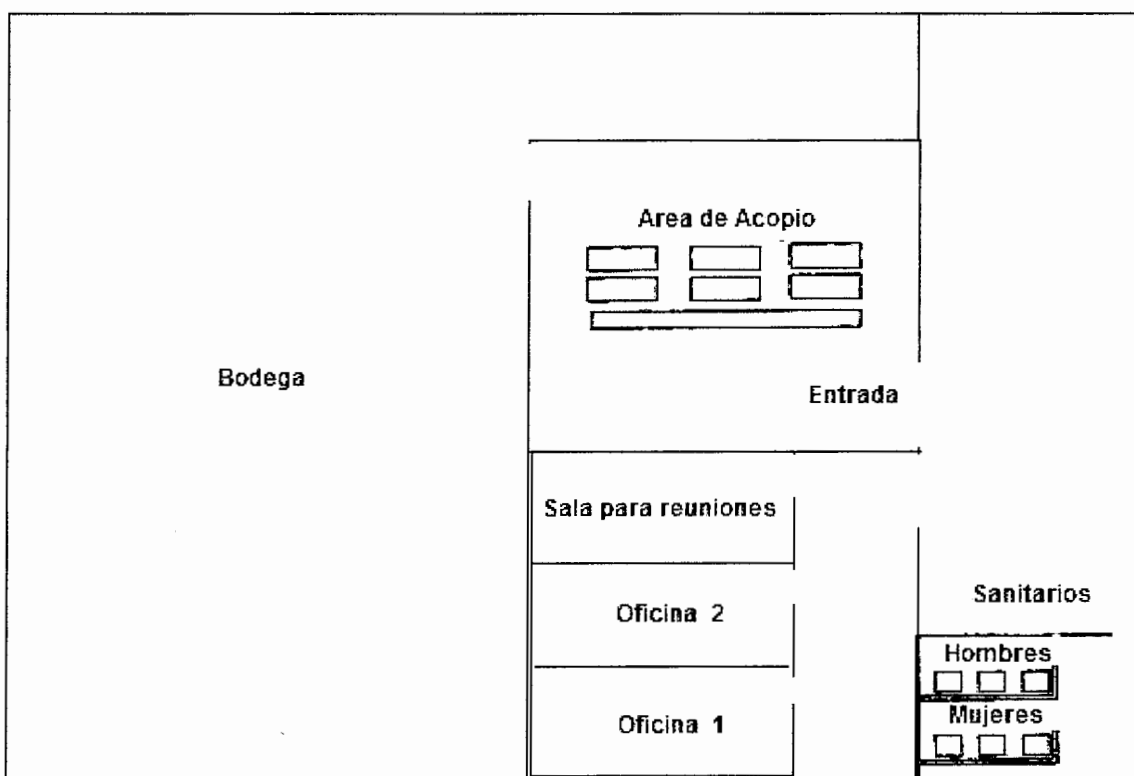 Area de Acopio
Bodega
Entrada
Sala para reuniones
Oficina 2
Oficina 1
Sanitarios
Hombres
Mujeres